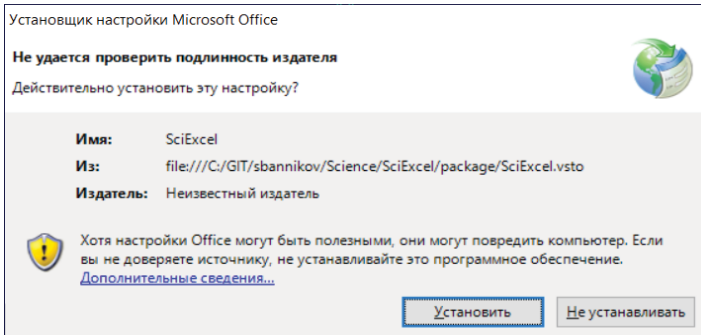 Установщик настройки Microsoft Office
Не удается проверить подлинность издателя
Действительно установить эту настройку?
Имя: SciExcel
Из: file:///C:/GIT/sbannikov/Science/SciExcel/package/SciExcel.vsto
Издатель: Неизвестный издатель
Хотя настройки Office могут быть полезными, они могут повредить компьютер. Если
вы не доверяете источнику, не устанавливайте это программное обеспечение.
Дополнительные сведения...
Установить Не устанавливать